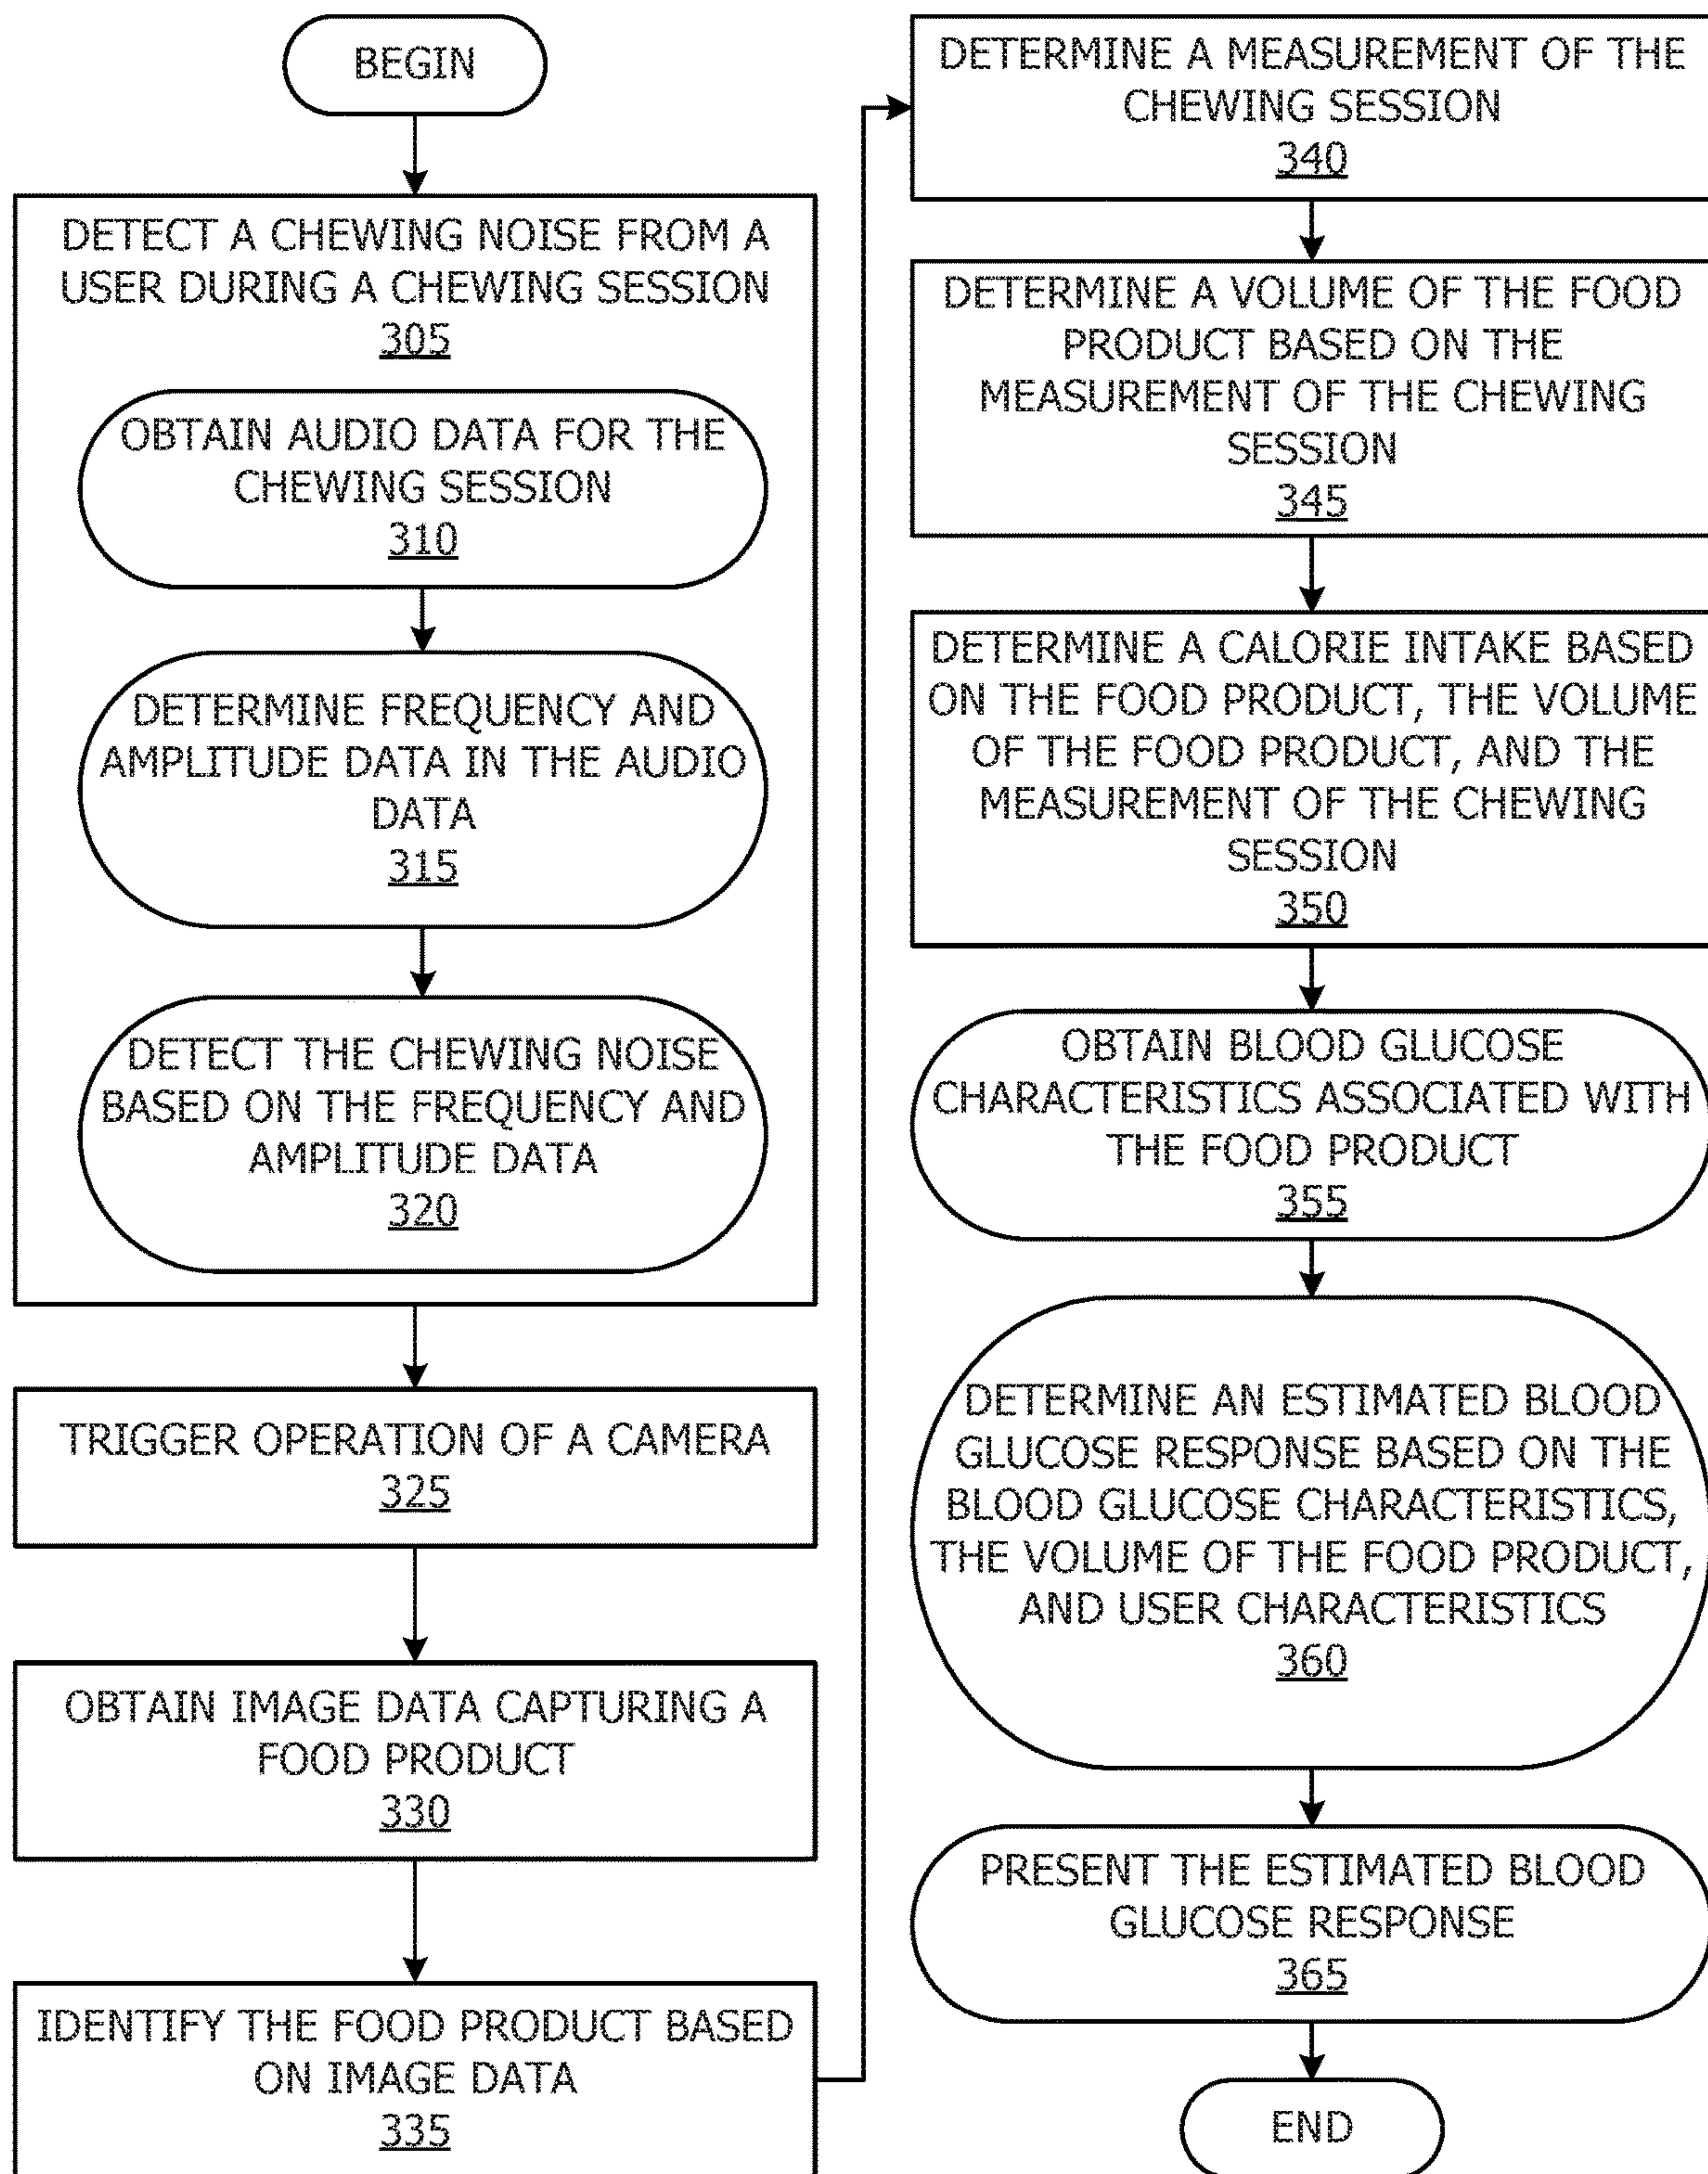 BEGIN
DETECT A CHEWING NOISE FROM A
USER DURING A CHEWING SESSION
305
OBTAIN AUDIO DATA FOR THE
CHEWING SESSION
310
DETERMINE FREQUENCY AND
AMPLITUDE DATA IN THE AUDIO
DATA
315
DETECT THE CHEWING NOISE
BASED ON THE FREQUENCY AND
AMPLITUDE DATA
320
TRIGGER OPERATION OF A CAMERA
325
OBTAIN IMAGE DATA CAPTURING A
FOOD PRODUCT
330
IDENTIFY THE FOOD PRODUCT BASED
ON IMAGE DATA
335
DETERMINE A MEASUREMENT OF THE
CHEWING SESSION
340
DETERMINE A VOLUME OF THE FOOD
PRODUCT BASED ON THE
MEASUREMENT OF THE CHEWING
SESSION
345
DETERMINE A CALORIE INTAKE BASED
ON THE FOOD PRODUCT, THE VOLUME
OF THE FOOD PRODUCT, AND THE
MEASUREMENT OF THE CHEWING
SESSION
350
OBTAIN BLOOD GLUCOSE
CHARACTERISTICS ASSOCIATED WITH
THE FOOD PRODUCT
355
DETERMINE AN ESTIMATED BLOOD
GLUCOSE RESPONSE BASED ON THE
BLOOD GLUCOSE CHARACTERISTICS,
THE VOLUME OF THE FOOD PRODUCT,
AND USER CHARACTERISTICS
360
PRESENT THE ESTIMATED BLOOD
GLUCOSE RESPONSE
365
END